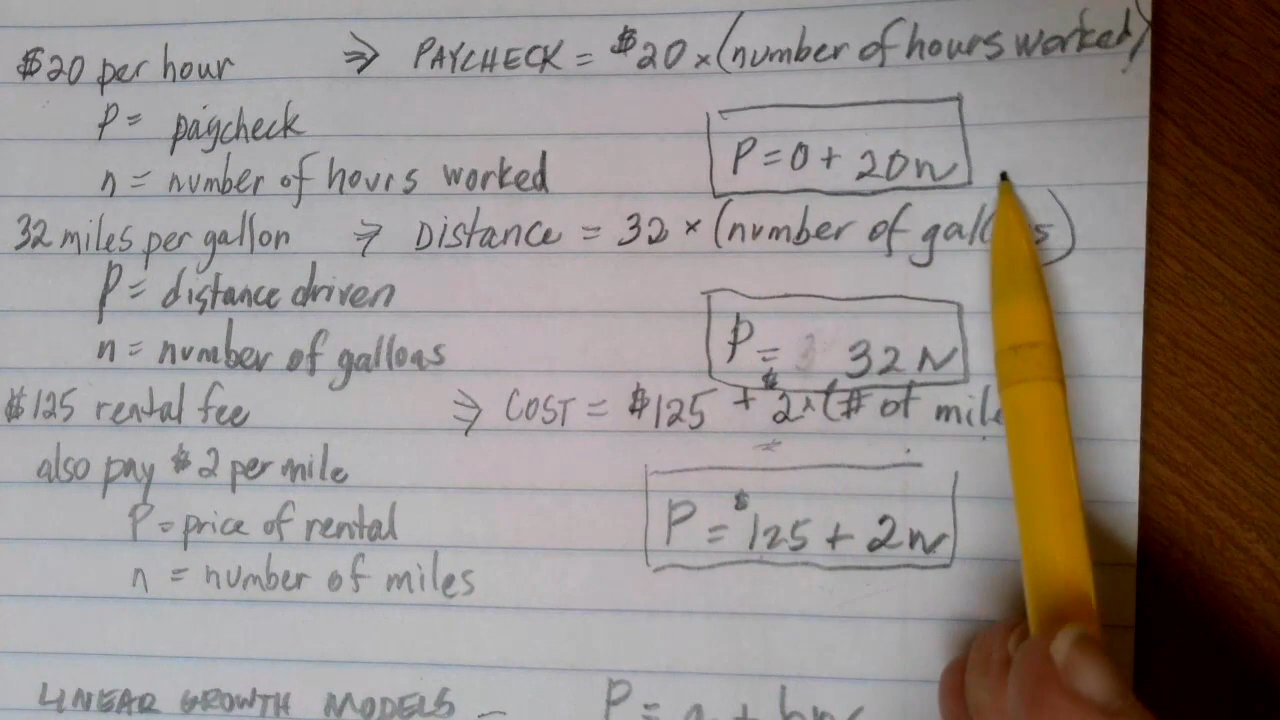 $20 per hour ⇒ PAYCHECK = $20 × (number of hours worked)
P = paycheck
P = 0 + 20n
n = number of hours worked
32 miles per gallon ⇒ Distance = 32 × (number of gal s)
P = distance driven
P = 32n
n = number of gallons
$125 rental fee ⇒ COST = $125 + $2 × (# of mile
also pay $2 per mile
P = $125 + 2n
P = price of rental
n = number of miles
LINEAR GROWTH MODELS – P = a + bn